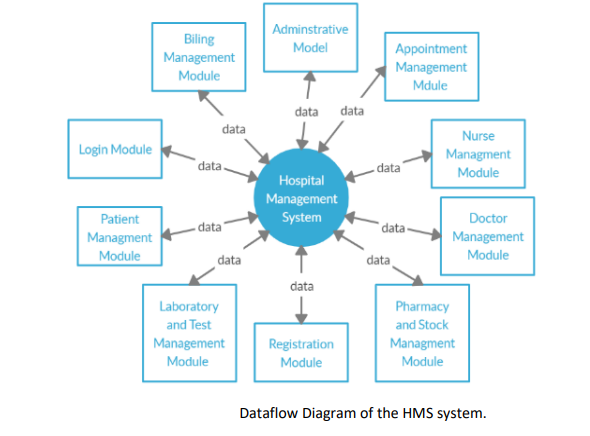 Adminstrative
Model
Biling
Management
Module
Appointment
Management
Mdule
data
data
data
Login Module
data
Nurse
Managment
Module
data
Hospital
Management
System
Patient
Managment
Module
data
data
Doctor
Management
Module
data
data
data
Laboratory
and Test
Management
Module
Registration
Module
Pharmacy
and Stock
Managment
Module
Dataflow Diagram of the HMS system.